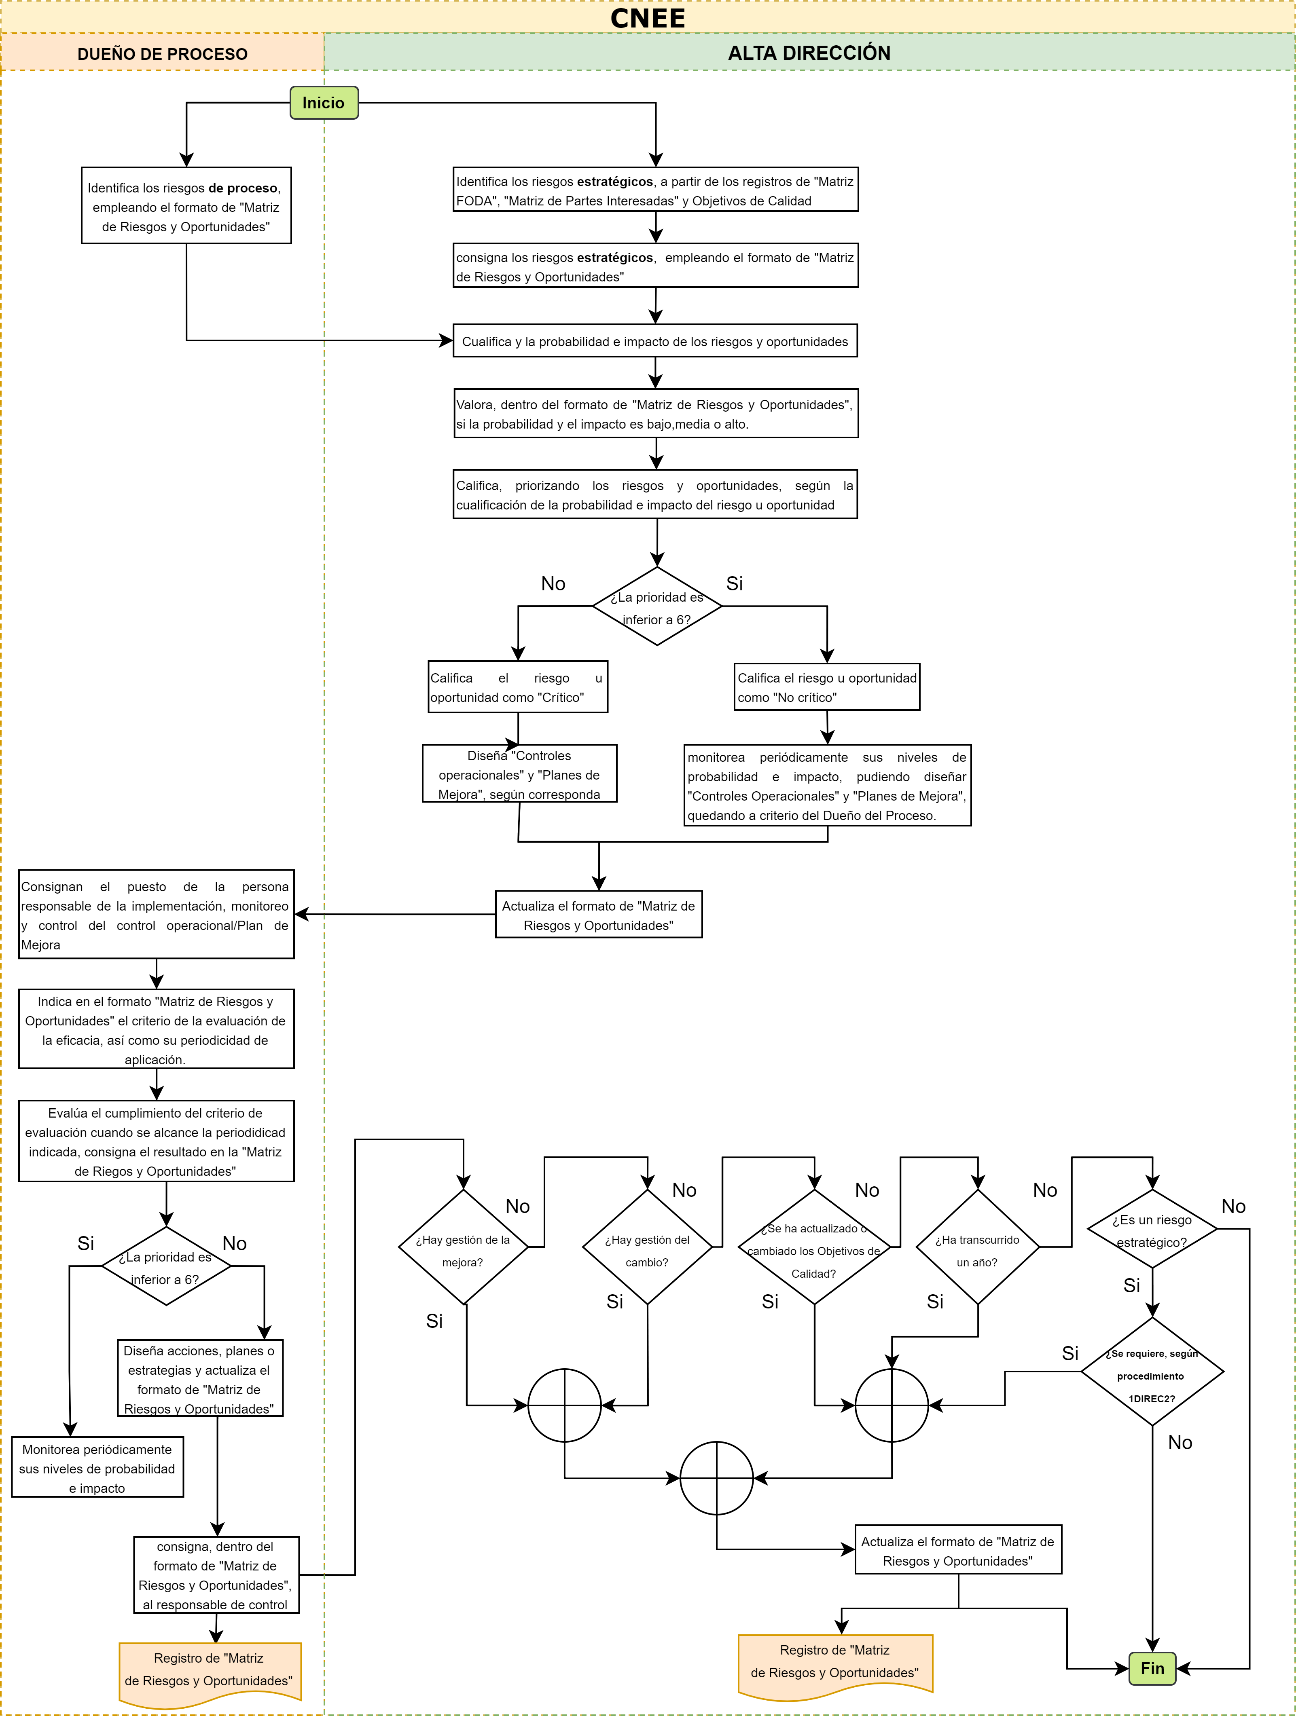 CNEE
DUEÑO DE PROCESO
ALTA DIRECCIÓN
Inicio
Identifica los riesgos de proceso,
empleando el formato de "Matriz
de Riesgos y Oportunidades"
Identifica los riesgos estratégicos, a partir de los registros de "Matriz
FODA", "Matriz de Partes Interesadas" y Objetivos de Calidad
consigna los riesgos estratégicos, empleando el formato de "Matriz
de Riesgos y Oportunidades"
Cualifica y la probabilidad e impacto de los riesgos y oportunidades
Valora, dentro del formato de "Matriz de Riesgos y Oportunidades",
si la probabilidad y el impacto es bajo,media o alto.
Califica, priorizando los riesgos y oportunidades, según la
cualificación de la probabilidad e impacto del riesgo u oportunidad
No
Si
¿La prioridad es
inferior a 6?
Califica el riesgo u
oportunidad como "Crítico"
Califica el riesgo u oportunidad
como "No crítico"
Diseña "Controles
operacionales" y "Planes de
Mejora", según corresponda
monitorea periódicamente sus niveles de
probabilidad e impacto, pudiendo diseñar
"Controles Operacionales" y "Planes de Mejora",
quedando a criterio del Dueño del Proceso.
Actualiza el formato de "Matriz de
Riesgos y Oportunidades"
Consignan el puesto de la persona
responsable de la implementación, monitoreo
y control del control operacional/Plan de
Mejora
Indica en el formato "Matriz de Riesgos y
Oportunidades" el criterio de la evaluación de
la eficacia, así como su periodicidad de
aplicación.
Evalúa el cumplimiento del criterio de
evaluación cuando se alcance la periodidicad
indicada, consigna el resultado en la "Matriz
de Riegos y Oportunidades"
Si
No
¿La prioridad es
inferior a 6?
Diseña acciones, planes o
estrategias y actualiza el
formato de "Matriz de
Riesgos y Oportunidades"
Monitorea periódicamente
sus niveles de probabilidad
e impacto
consigna, dentro del
formato de "Matriz de
Riesgos y Oportunidades",
al responsable de control
Registro de "Matriz
de Riesgos y Oportunidades"
¿Hay gestión de la
mejora?
No
Si
¿Hay gestión del
cambio?
No
Si
¿Se ha actualizado o
cambiado los Objetivos de
Calidad?
No
Si
¿Ha transcurrido
un año?
No
Si
¿Es un riesgo
estratégico?
No
Si
¿Se requiere, según
procedimiento
1DIREC2?
Si
No
Actualiza el formato de "Matriz de
Riesgos y Oportunidades"
Registro de "Matriz
de Riesgos y Oportunidades"
Fin